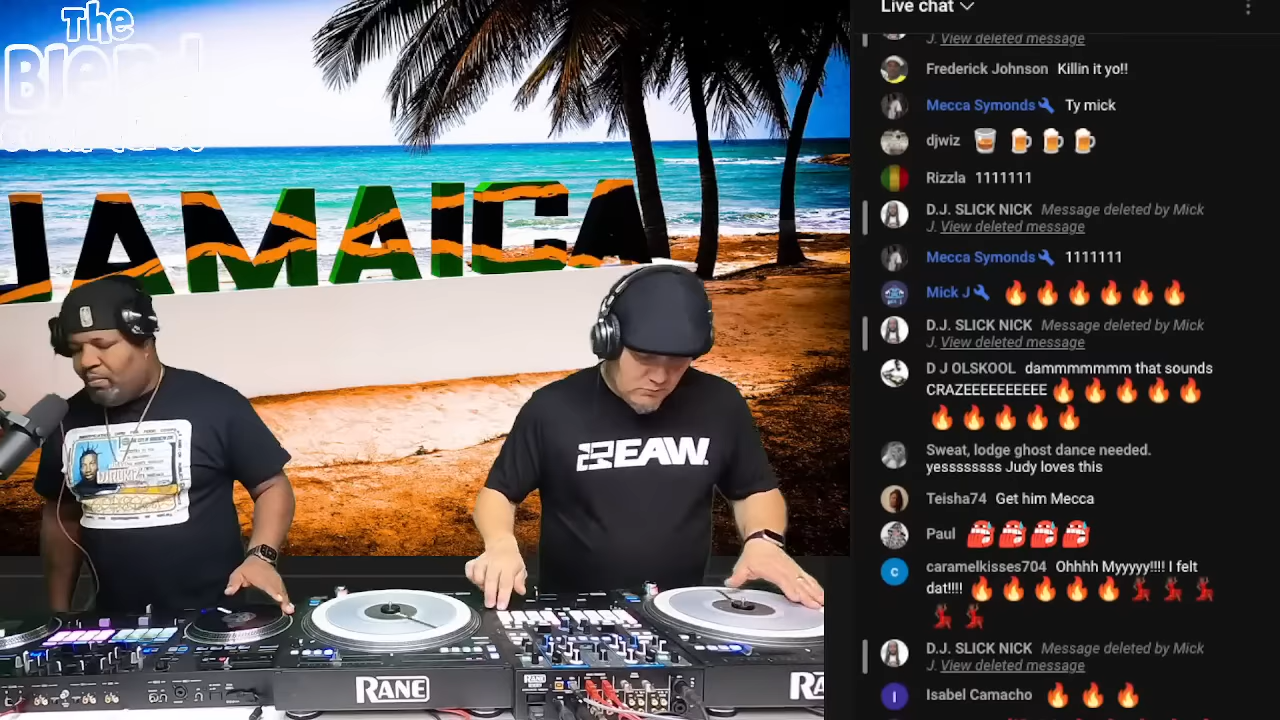 The
Blend
JAMAICA
EAW.
RANE
RANE
RA
Live chat
J. View deleted message
Frederick Johnson Killin it yo!!
Mecca Symonds Ty mick
djwiz
Rizzla 1111111
D.J. SLICK NICK Message deleted by Mick
J. View deleted message
Mecca Symonds 1111111
Mick J
D.J. SLICK NICK Message deleted by Mick
J. View deleted message
D J OLSKOOL dammmmmmm that sounds
CRAZEEEEEEEEEE
Sweat, lodge ghost dance needed.
yessssssss Judy loves this
Teisha74 Get him Mecca
Paul
c
caramelkisses704 Ohhhh Myyyyy!!!! I felt
dat!!!!
D.J. SLICK NICK Message deleted by Mick
J. View deleted message
I
Isabel Camacho